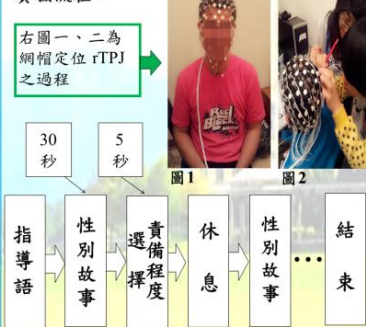 右圖一、二為
網帽定位 rTPJ
之過程
圖1
圖2
30
秒
5
秒
指導語
性別故事
責備程度
選擇
休息
性別故事
•••
結束